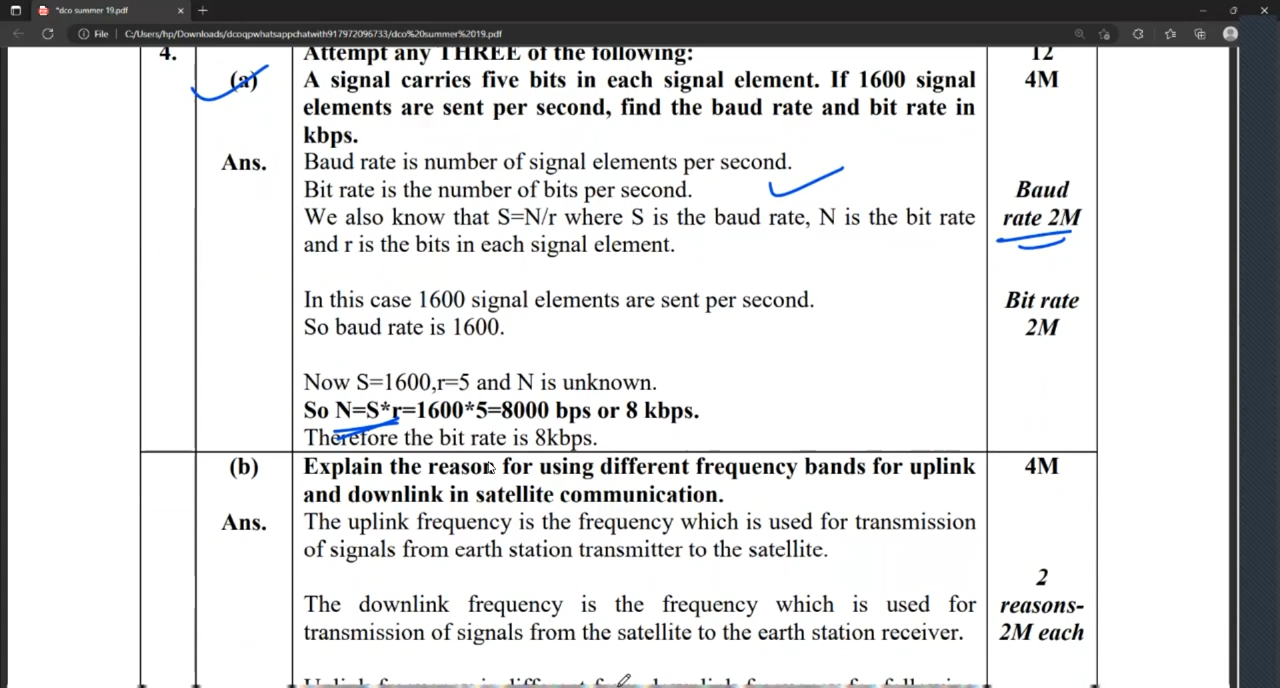 *dco summer 19.pdf
File | C:/Users/hp/Downloads/dcoqpwhatsappchatwith917972096733/dco%20summer%2019.pdf
4. Attempt any THREE of the following: 12
(a) A signal carries five bits in each signal element. If 1600 signal 4M
elements are sent per second, find the baud rate and bit rate in
kbps.
Ans. Baud rate is number of signal elements per second.
Bit rate is the number of bits per second. Baud
We also know that S=N/r where S is the baud rate, N is the bit rate rate 2M
and r is the bits in each signal element.
In this case 1600 signal elements are sent per second. Bit rate
So baud rate is 1600. 2M
Now S=1600,r=5 and N is unknown.
So N=S*r=1600*5=8000 bps or 8 kbps.
Therefore the bit rate is 8kbps.
(b) Explain the reason for using different frequency bands for uplink 4M
and downlink in satellite communication.
Ans. The uplink frequency is the frequency which is used for transmission
of signals from earth station transmitter to the satellite.
2
The downlink frequency is the frequency which is used for reasons-
transmission of signals from the satellite to the earth station receiver. 2M each